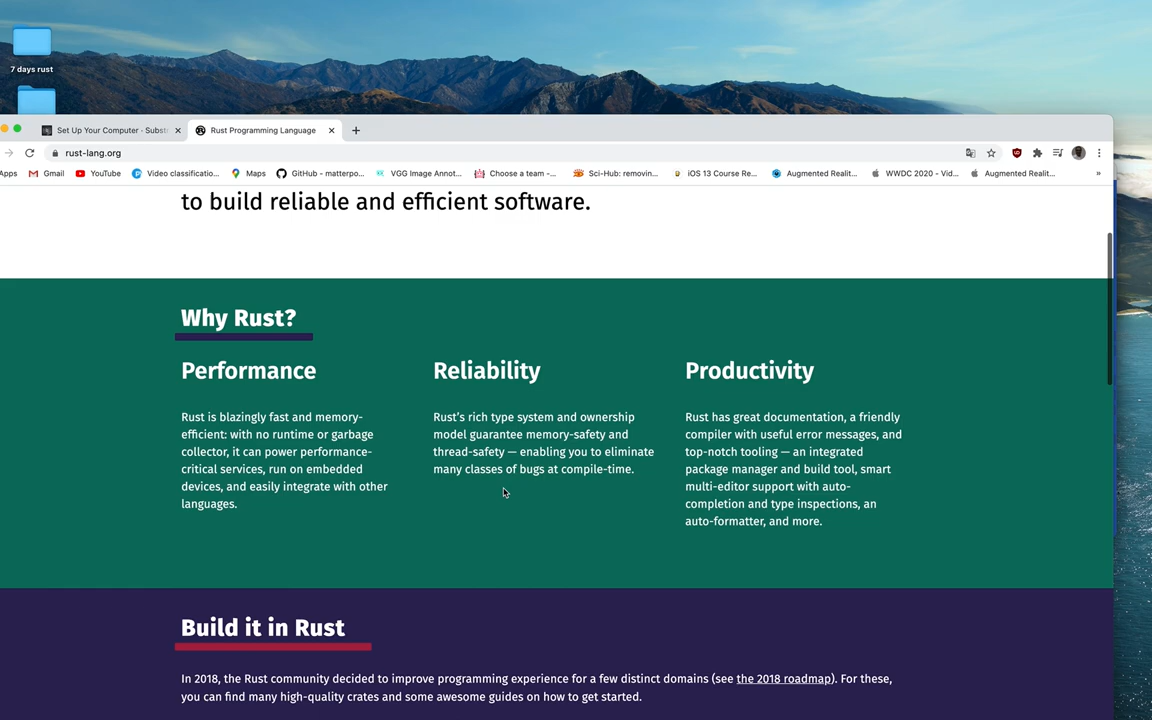 7 days rust
Set Up Your Computer · Subst
Rust Programming Language
rust-lang.org
Apps
Gmail
YouTube
Video classificatio...
Maps
GitHub - matterpo...
VGG Image Annot...
Choose a team -...
Sci-Hub: removin...
iOS 13 Course Re...
Augmented Realit...
WWDC 2020 - Vid...
Augmented Realit...
»
to build reliable and efficient software.
Why Rust?
Performance
Rust is blazingly fast and memory-
efficient: with no runtime or garbage
collector, it can power performance-
critical services, run on embedded
devices, and easily integrate with other
languages.
Reliability
Rust’s rich type system and ownership
model guarantee memory-safety and
thread-safety — enabling you to eliminate
many classes of bugs at compile-time.
Productivity
Rust has great documentation, a friendly
compiler with useful error messages, and
top-notch tooling — an integrated
package manager and build tool, smart
multi-editor support with auto-
completion and type inspections, an
auto-formatter, and more.
Build it in Rust
In 2018, the Rust community decided to improve programming experience for a few distinct domains (see the 2018 roadmap). For these,
you can find many high-quality crates and some awesome guides on how to get started.